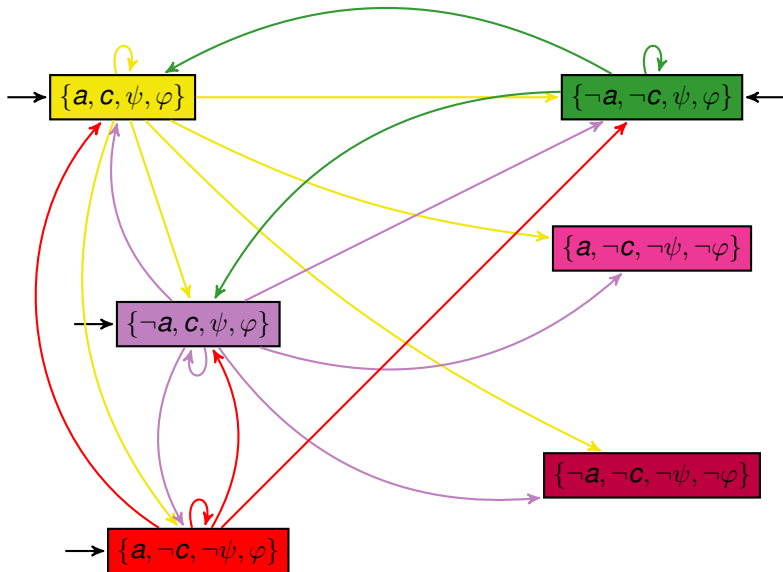 {a, c, ψ, φ}
{¬a, ¬c, ψ, φ}
{a, ¬c, ¬ψ, ¬φ}
{¬a, c, ψ, φ}
{¬a, ¬c, ¬ψ, ¬φ}
{a, ¬c, ¬ψ, φ}